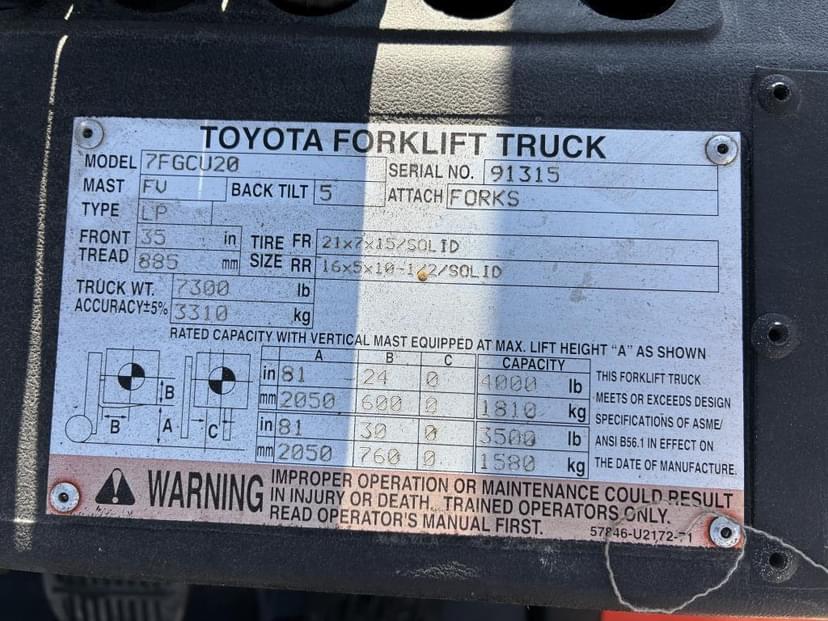 TOYOTA FORKLIFT TRUCK
MODEL 7FGCU20 SERIAL NO. 91315
MAST FV BACK TILT 5 ATTACH FORKS
TYPE LP
FRONT TREAD 35 in TIRE SIZE FR 21x7x15/SOLID
885 mm RR 16x5x10-1/2/SOLID
TRUCK WT. 7300 lb
ACCURACY±5% 3310 kg
RATED CAPACITY WITH VERTICAL MAST EQUIPPED AT MAX. LIFT HEIGHT "A" AS SHOWN
A B C CAPACITY
in 81 24 0 4000 lb
mm 2050 600 0 1810 kg
in 81 30 0 3500 lb
mm 2050 760 0 1580 kg
B
B A C
THIS FORKLIFT TRUCK
MEETS OR EXCEEDS DESIGN
SPECIFICATIONS OF ASME/
ANSI B56.1 IN EFFECT ON
THE DATE OF MANUFACTURE.
WARNING
IMPROPER OPERATION OR MAINTENANCE COULD RESULT
IN INJURY OR DEATH. TRAINED OPERATORS ONLY.
READ OPERATOR'S MANUAL FIRST.
57846-U2172-71